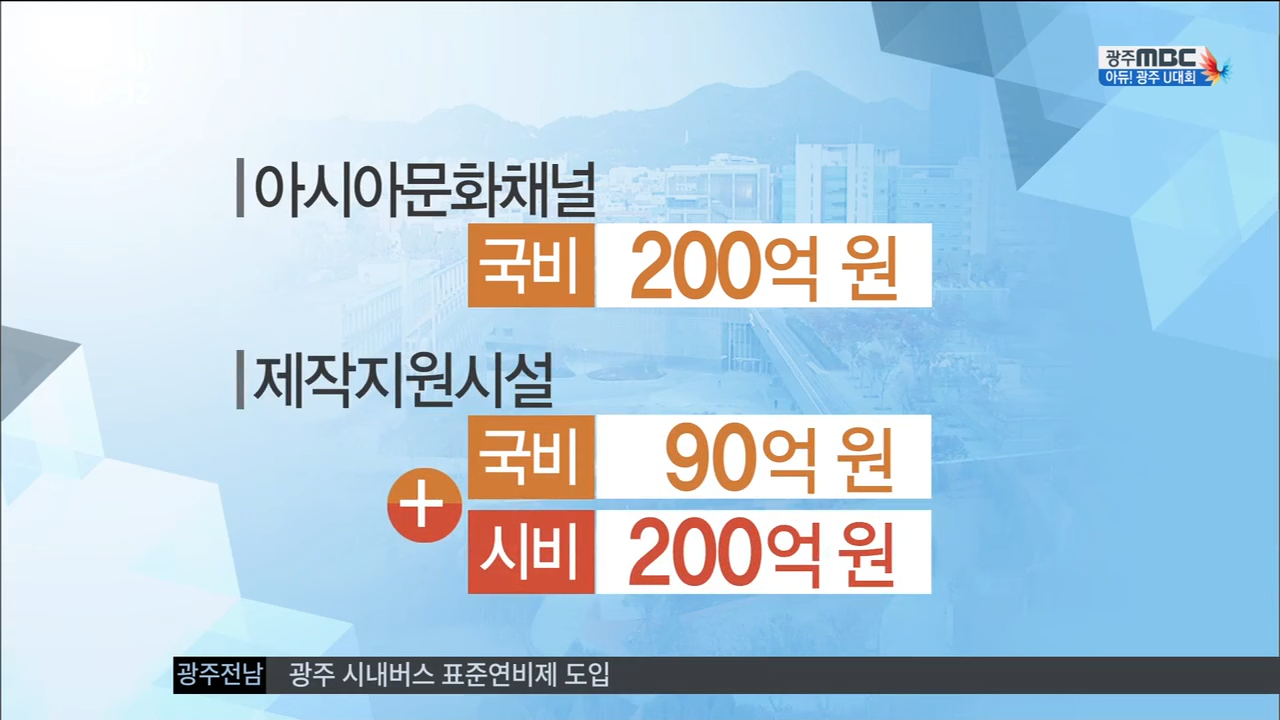 광주MBC
아듀! 광주 U대회
아시아문화채널
국비 200억 원
제작지원시설
국비 90억 원
+
시비 200억 원
광주전남 광주 시내버스 표준연비제 도입